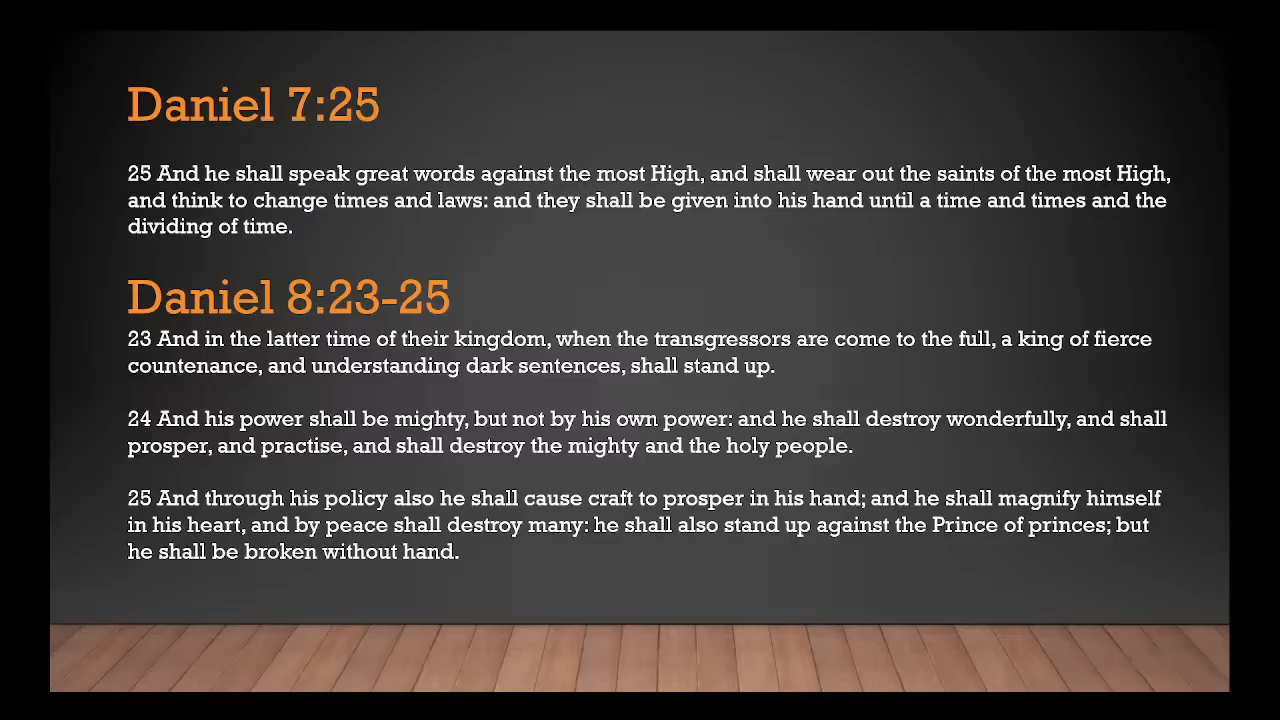 Daniel 7:25
25 And he shall speak great words against the most High, and shall wear out the saints of the most High,
and think to change times and laws: and they shall be given into his hand until a time and times and the
dividing of time.
Daniel 8:23-25
23 And in the latter time of their kingdom, when the transgressors are come to the full, a king of fierce
countenance, and understanding dark sentences, shall stand up.
24 And his power shall be mighty, but not by his own power: and he shall destroy wonderfully, and shall
prosper, and practise, and shall destroy the mighty and the holy people.
25 And through his policy also he shall cause craft to prosper in his hand; and he shall magnify himself
in his heart, and by peace shall destroy many: he shall also stand up against the Prince of princes; but
he shall be broken without hand.